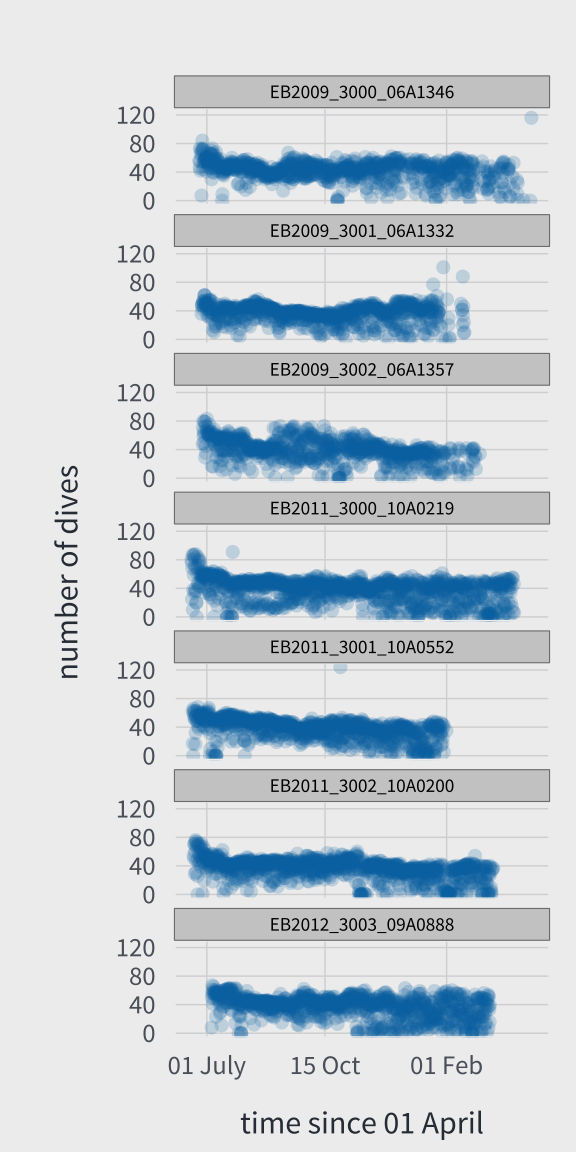 EB2009_3000_06A1346
120
80
40
0
EB2009_3001_06A1332
120
80
40
0
EB2009_3002_06A1357
120
80
40
0
EB2011_3000_10A0219
120
80
40
0
EB2011_3001_10A0552
120
80
40
0
EB2011_3002_10A0200
120
80
40
0
EB2012_3003_09A0888
120
80
40
0
number of dives
01 July 15 Oct 01 Feb
time since 01 April